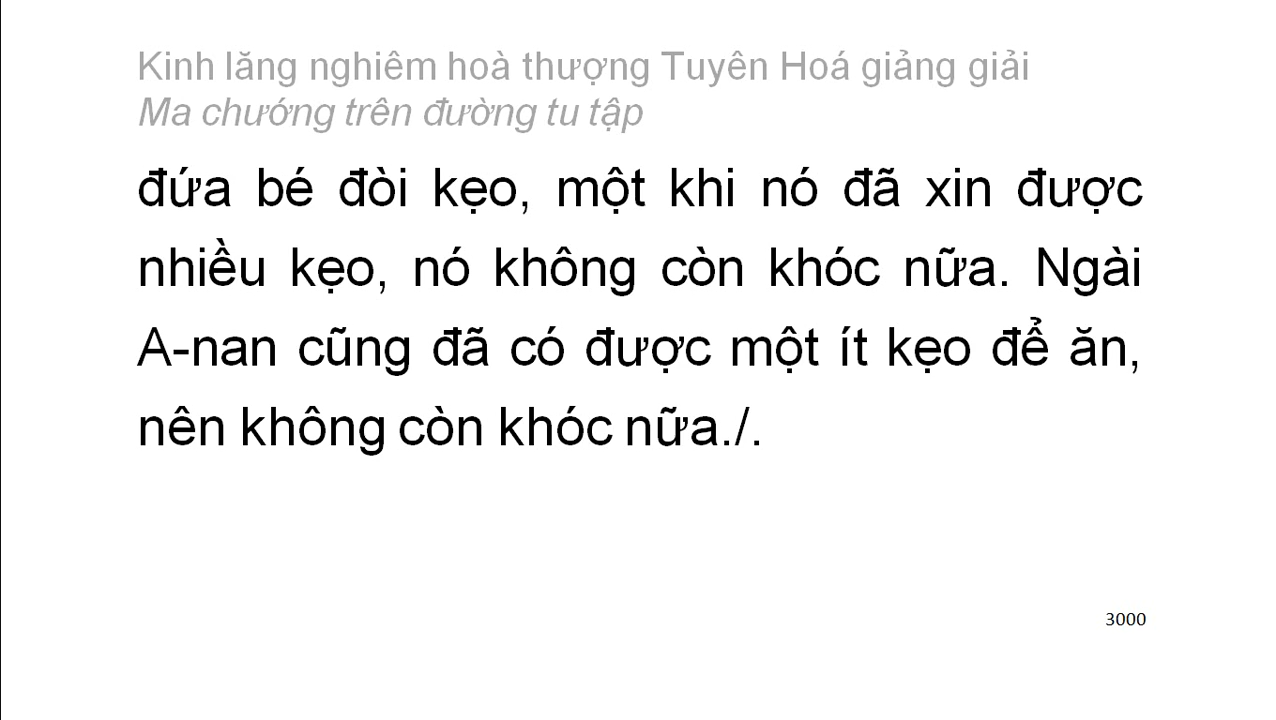 Kinh lăng nghiêm hoà thượng Tuyên Hoá giảng giải
Ma chướng trên đường tu tập
đứa bé đòi kẹo, một khi nó đã xin được
nhiều kẹo, nó không còn khóc nữa. Ngài
A-nan cũng đã có được một ít kẹo để ăn,
nên không còn khóc nữa./.
3000